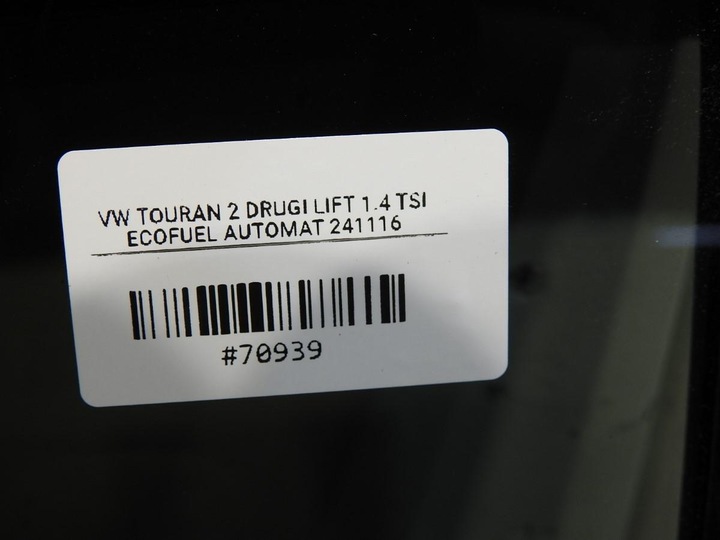 VW TOURAN 2 DRUGI LIFT 1.4 TSI
ECOFUEL AUTOMAT 241116
#70939